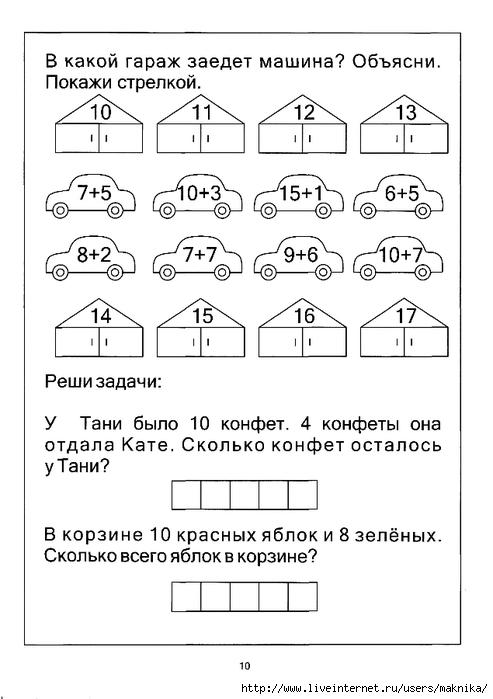 В какой гараж заедет машина? Объясни.
Покажи стрелкой.
10 11 12 13
7+5 10+3 15+1 6+5
8+2 7+7 9+6 10+7
14 15 16 17
Реши задачи:
У Тани было 10 конфет. 4 конфеты она
отдала Кате. Сколько конфет осталось
у Тани?
В корзине 10 красных яблок и 8 зелёных.
Сколько всего яблок в корзине?
10
http://www.liveinternet.ru/users/maknika/